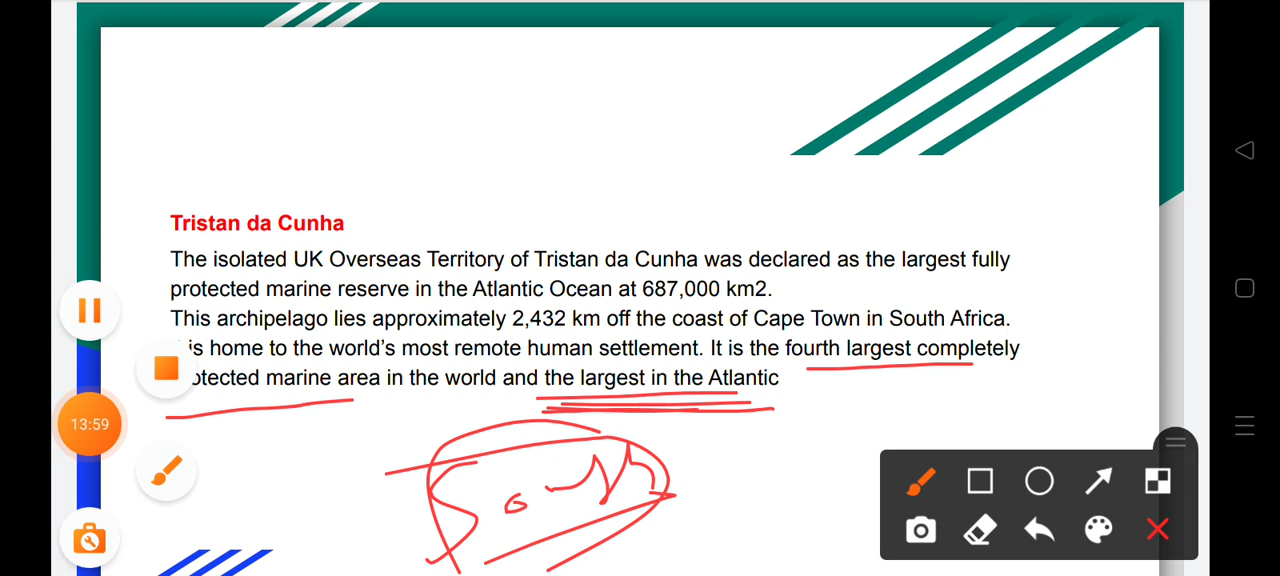 Tristan da Cunha
The isolated UK Overseas Territory of Tristan da Cunha was declared as the largest fully
protected marine reserve in the Atlantic Ocean at 687,000 km2.
This archipelago lies approximately 2,432 km off the coast of Cape Town in South Africa.
is home to the world's most remote human settlement. It is the fourth largest completely
otected marine area in the world and the largest in the Atlantic
13:59
South